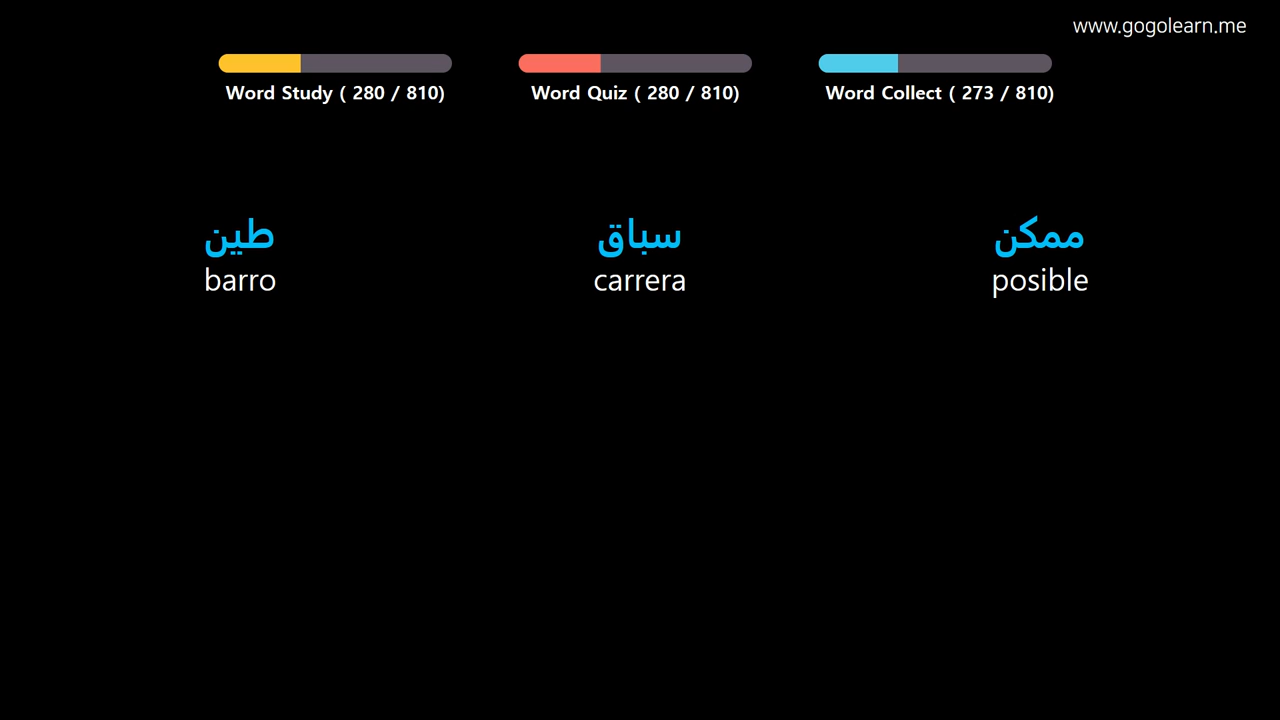 www.gogolearn.me
Word Study ( 280 / 810)
Word Quiz ( 280 / 810)
Word Collect ( 273 / 810)
طين
barro
سباق
carrera
ممكن
posible